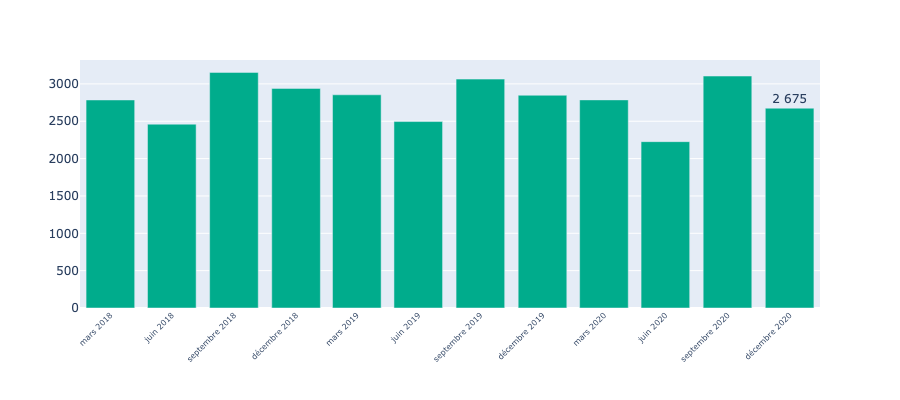 3000
2500
2000
1500
1000
500
0
2 675
mars 2018
juin 2018
septembre 2018
décembre 2018
mars 2019
juin 2019
septembre 2019
décembre 2019
mars 2020
juin 2020
septembre 2020
décembre 2020